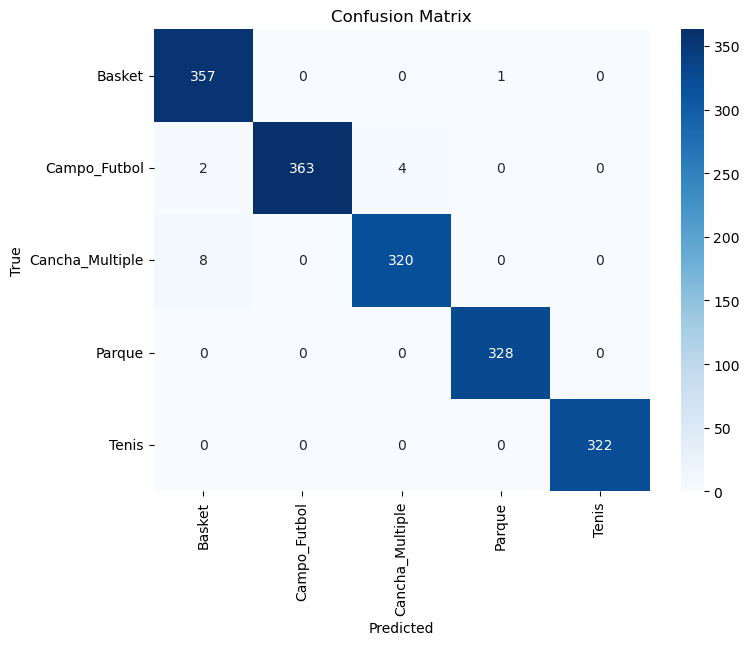 Confusion Matrix
Basket 357 0 0 1 0
Campo_Futbol 2 363 4 0 0
Cancha_Multiple 8 0 320 0 0
Parque 0 0 0 328 0
Tenis 0 0 0 0 322
True
Basket Campo_Futbol Cancha_Multiple Parque Tenis
Predicted
350
300
250
200
150
100
50
0